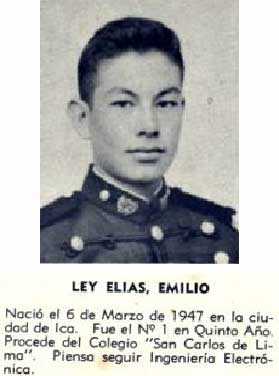 LEY ELIAS, EMILIO
Nació el 6 de Marzo de 1947 en la ciu-
dad de Ica. Fue el Nº 1 en Quinto Año.
Procede del Colegio "San Carlos de Li-
ma". Piensa seguir Ingeniería Electró-
nica.